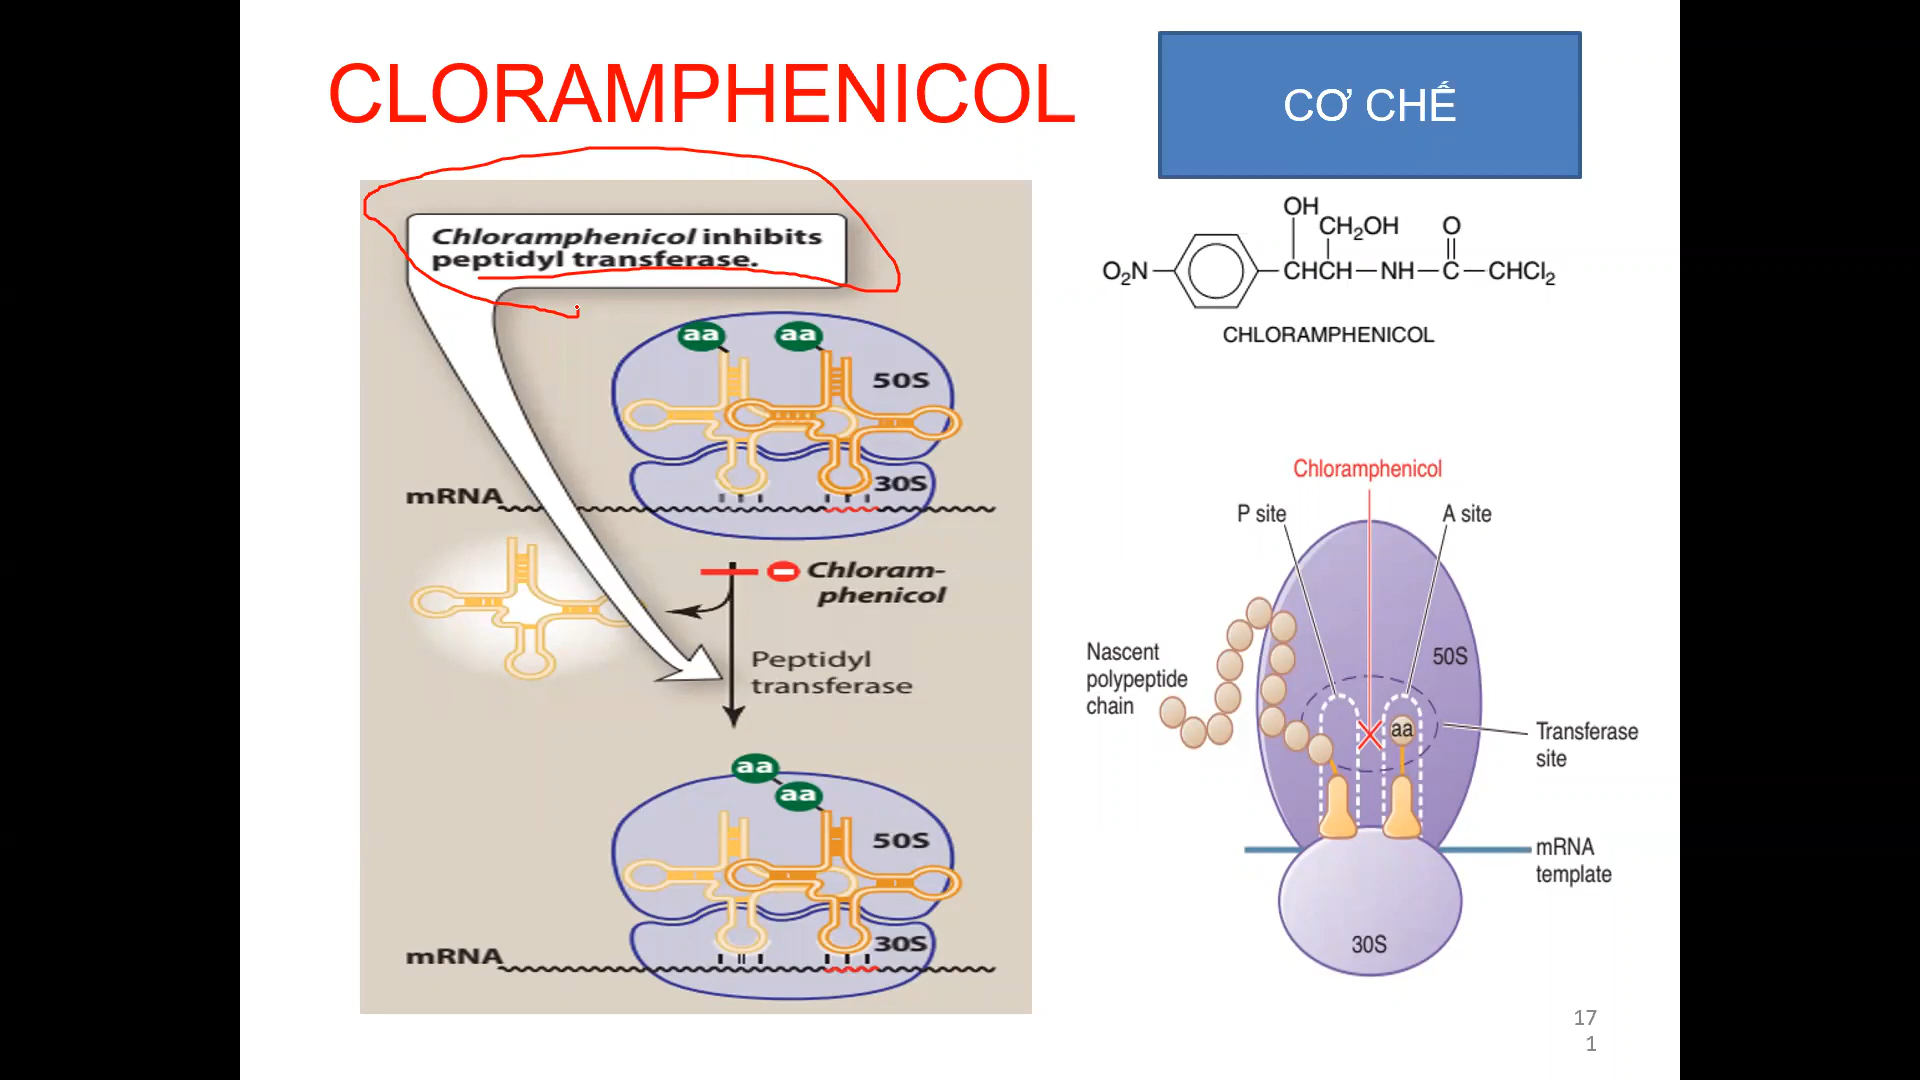 CLORAMPHENICOL
CƠ CHẾ
Chloramphenicol inhibits
peptidyl transferase.
aa
aa
50S
30S
mRNA
Chloram-
phenicol
Peptidyl
transferase
aa
aa
50S
30S
mRNA
OH
CH2OH
O
O2N
CHCH
NH
C
CHCl2
CHLORAMPHENICOL
Chloramphenicol
P site
A site
Nascent
polypeptide
chain
50S
aa
Transferase
site
mRNA
template
30S
17
1